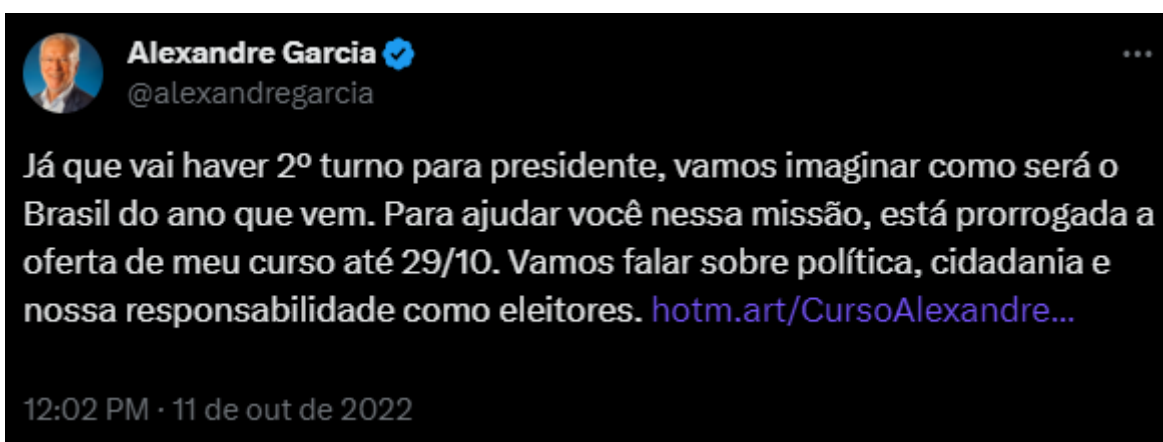 Alexandre Garcia
@alexandregarcia
Já que vai haver 2º turno para presidente, vamos imaginar como será o
Brasil do ano que vem. Para ajudar você nessa missão, está prorrogada a
oferta de meu curso até 29/10. Vamos falar sobre política, cidadania e
nossa responsabilidade como eleitores. hotm.art/CursoAlexandre...
12:02 PM · 11 de out de 2022